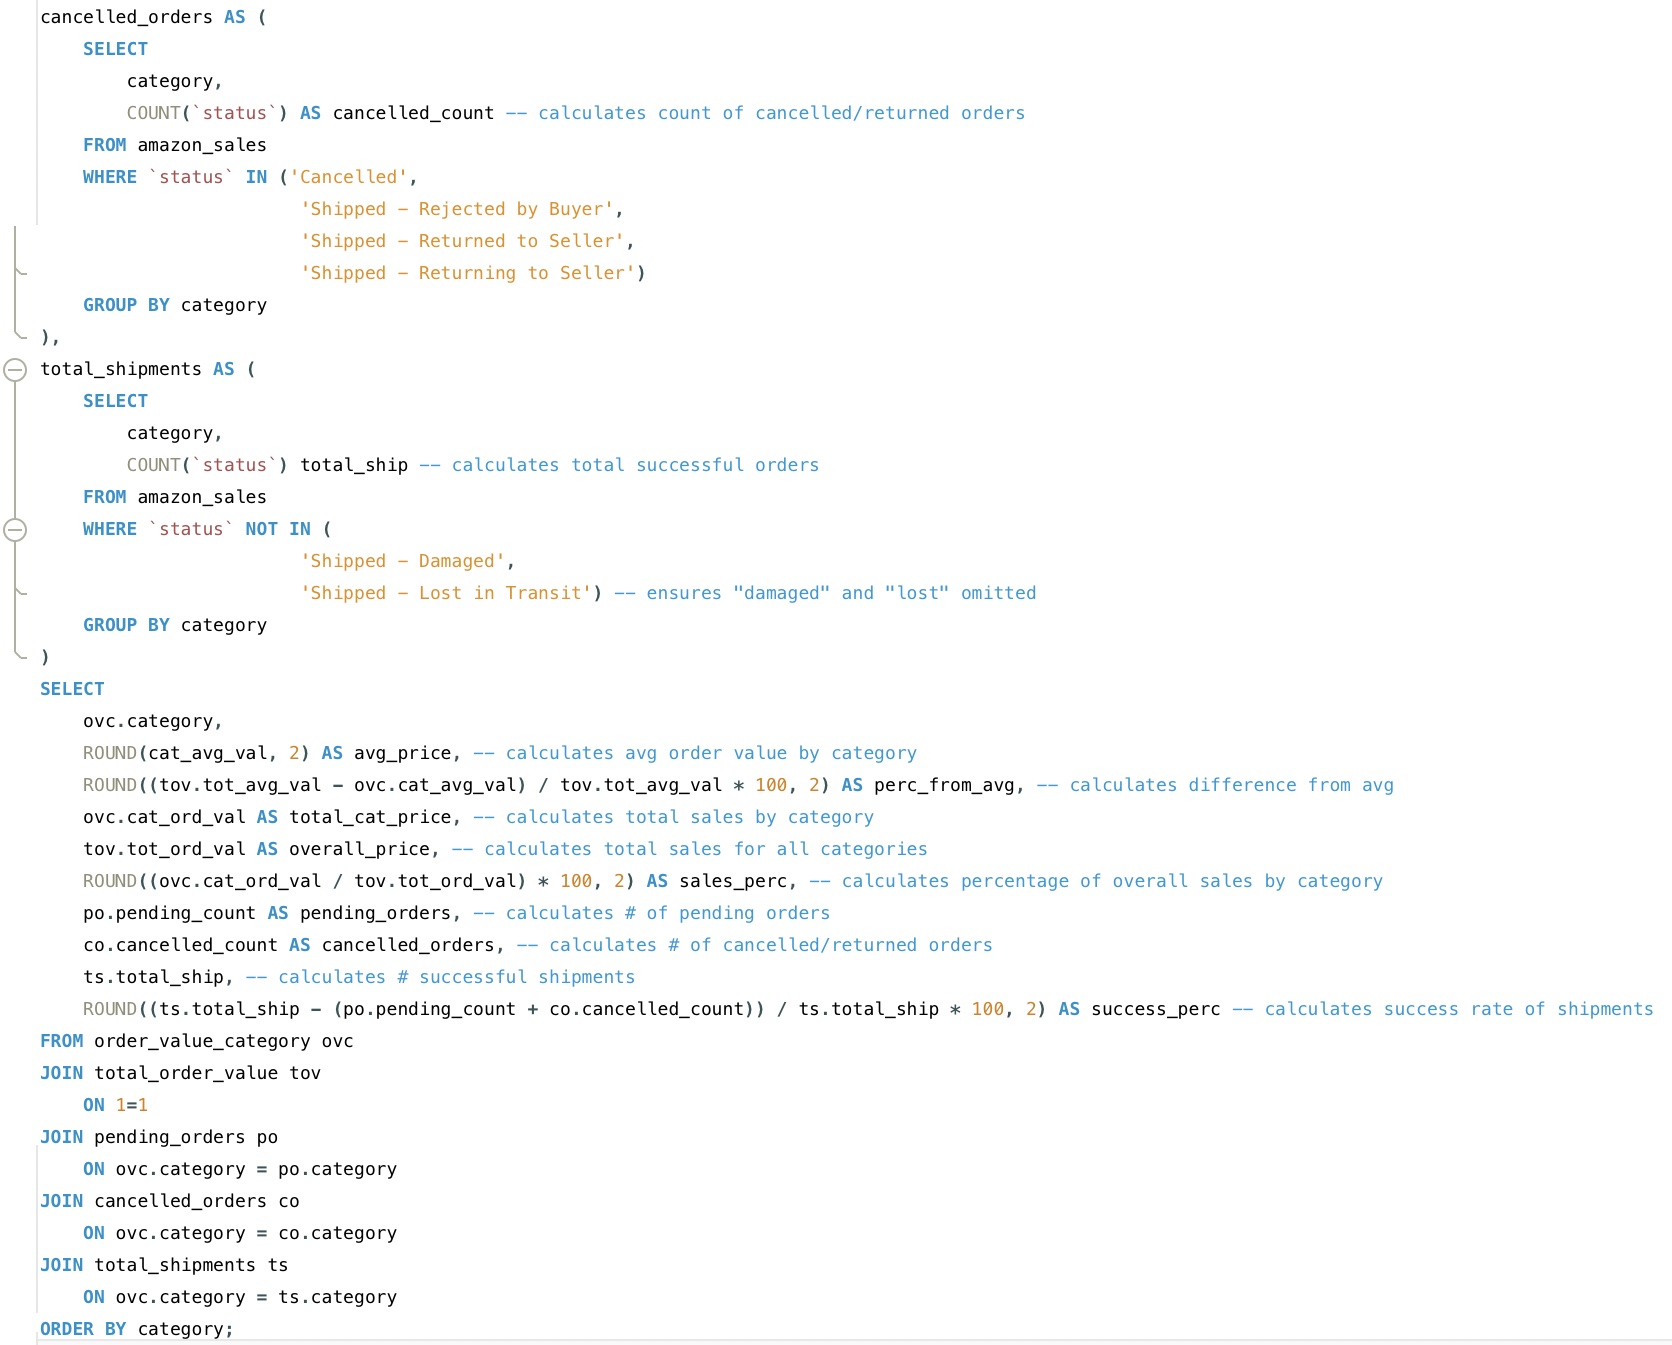 cancelled_orders AS (
    SELECT
        category,
        COUNT(`status`) AS cancelled_count -- calculates count of cancelled/returned orders
    FROM amazon_sales
    WHERE `status` IN ('Cancelled',
                        'Shipped - Rejected by Buyer',
                        'Shipped - Returned to Seller',
                        'Shipped - Returning to Seller')
    GROUP BY category
),
total_shipments AS (
    SELECT
        category,
        COUNT(`status`) total_ship -- calculates total successful orders
    FROM amazon_sales
    WHERE `status` NOT IN (
                        'Shipped - Damaged',
                        'Shipped - Lost in Transit') -- ensures "damaged" and "lost" omitted
    GROUP BY category
)
SELECT
    ovc.category,
    ROUND(cat_avg_val, 2) AS avg_price, -- calculates avg order value by category
    ROUND((tov.tot_avg_val - ovc.cat_avg_val) / tov.tot_avg_val * 100, 2) AS perc_from_avg, -- calculates difference from avg
    ovc.cat_ord_val AS total_cat_price, -- calculates total sales by category
    tov.tot_ord_val AS overall_price, -- calculates total sales for all categories
    ROUND((ovc.cat_ord_val / tov.tot_ord_val) * 100, 2) AS sales_perc, -- calculates percentage of overall sales by category
    po.pending_count AS pending_orders, -- calculates # of pending orders
    co.cancelled_count AS cancelled_orders, -- calculates # of cancelled/returned orders
    ts.total_ship, -- calculates # successful shipments
    ROUND((ts.total_ship - (po.pending_count + co.cancelled_count)) / ts.total_ship * 100, 2) AS success_perc -- calculates success rate of shipments
FROM order_value_category ovc
JOIN total_order_value tov
    ON 1=1
JOIN pending_orders po
    ON ovc.category = po.category
JOIN cancelled_orders co
    ON ovc.category = co.category
JOIN total_shipments ts
    ON ovc.category = ts.category
ORDER BY category;